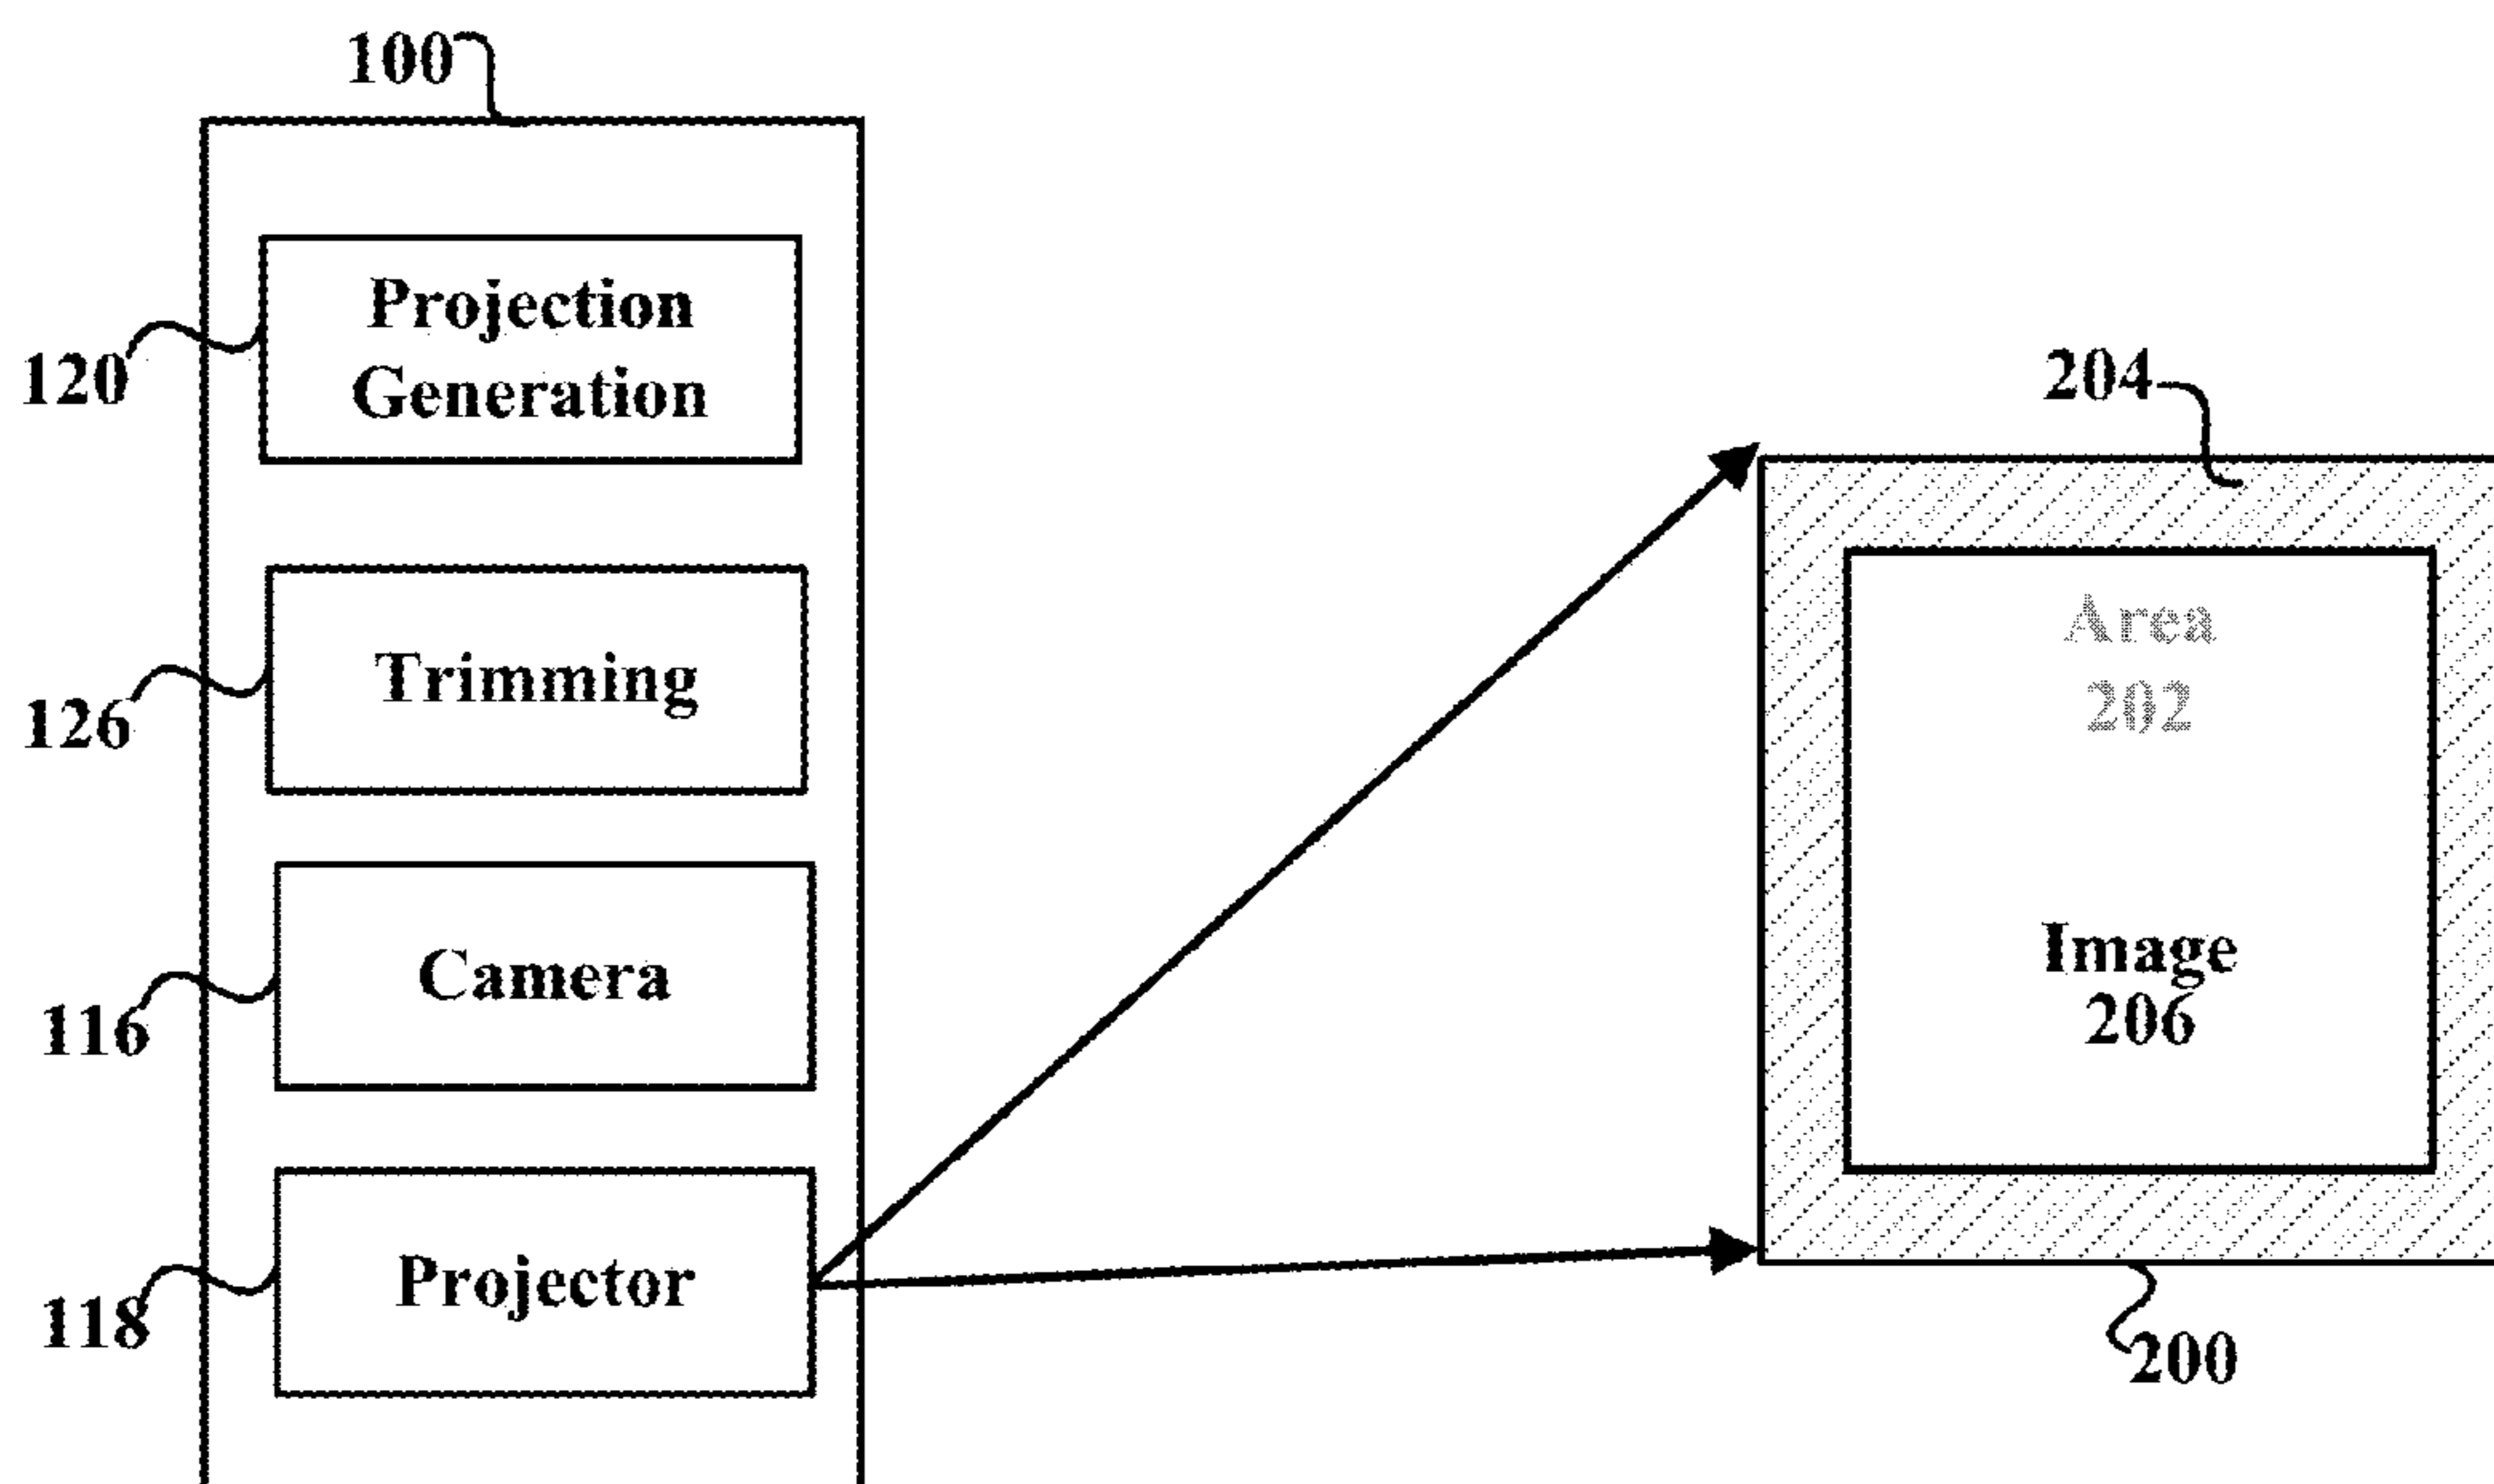 100
Projection
Generation
120
204
Area
202
Trimming
126
Image
206
Camera
116
Projector
118
200